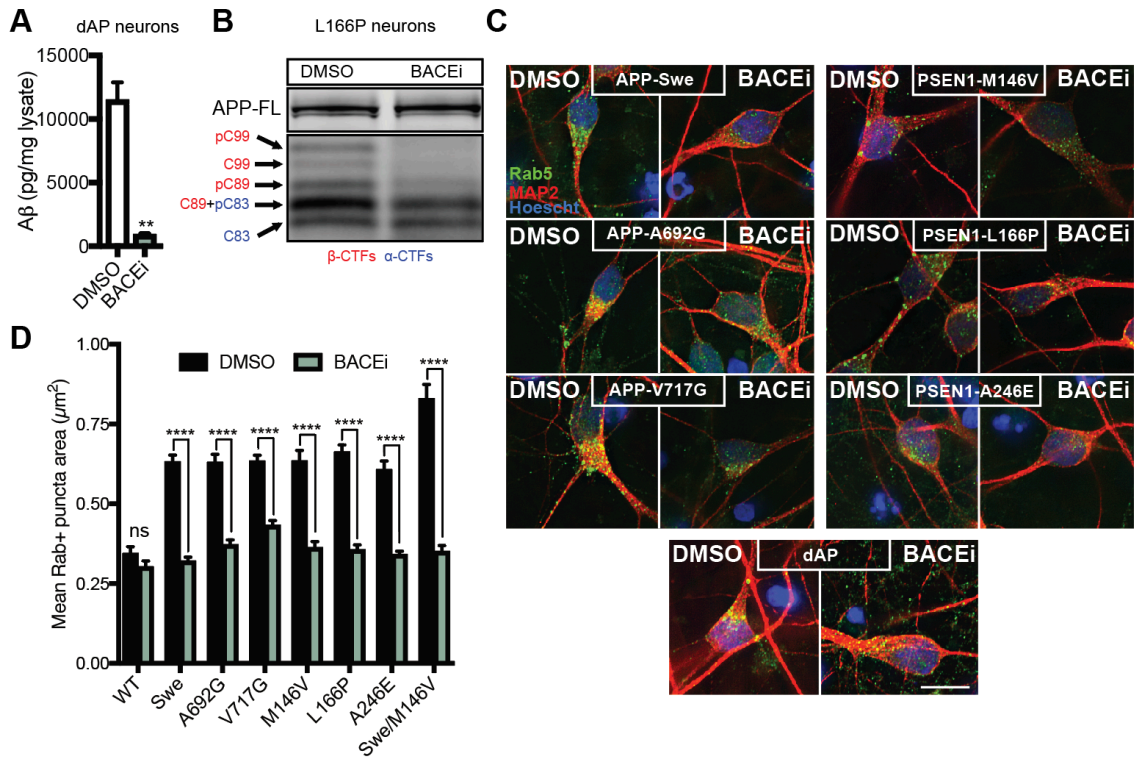 A
dAP neurons
15000
10000
5000
0
Aβ (pg/mg lysate)
**
DMSO
BACEi
B
L166P neurons
DMSO BACEi
APP-FL
pC99
C99
pC89
C89+pC83
C83
β-CTFs α-CTFs
C
DMSO APP-Swe BACEi
Rab5
MAP2
Hoescht
DMSO PSEN1-M146V BACEi
DMSO APP-A692G BACEi
DMSO PSEN1-L166P BACEi
DMSO APP-V717G BACEi
DMSO PSEN1-A246E BACEi
DMSO dAP BACEi
D
1.00
0.75
0.50
0.25
0.00
Mean Rab+ puncta area (µm²)
DMSO BACEi
ns
****
****
****
****
****
****
****
WT
Swe
A692G
V717G
M146V
L166P
A246E
Swe/M146V